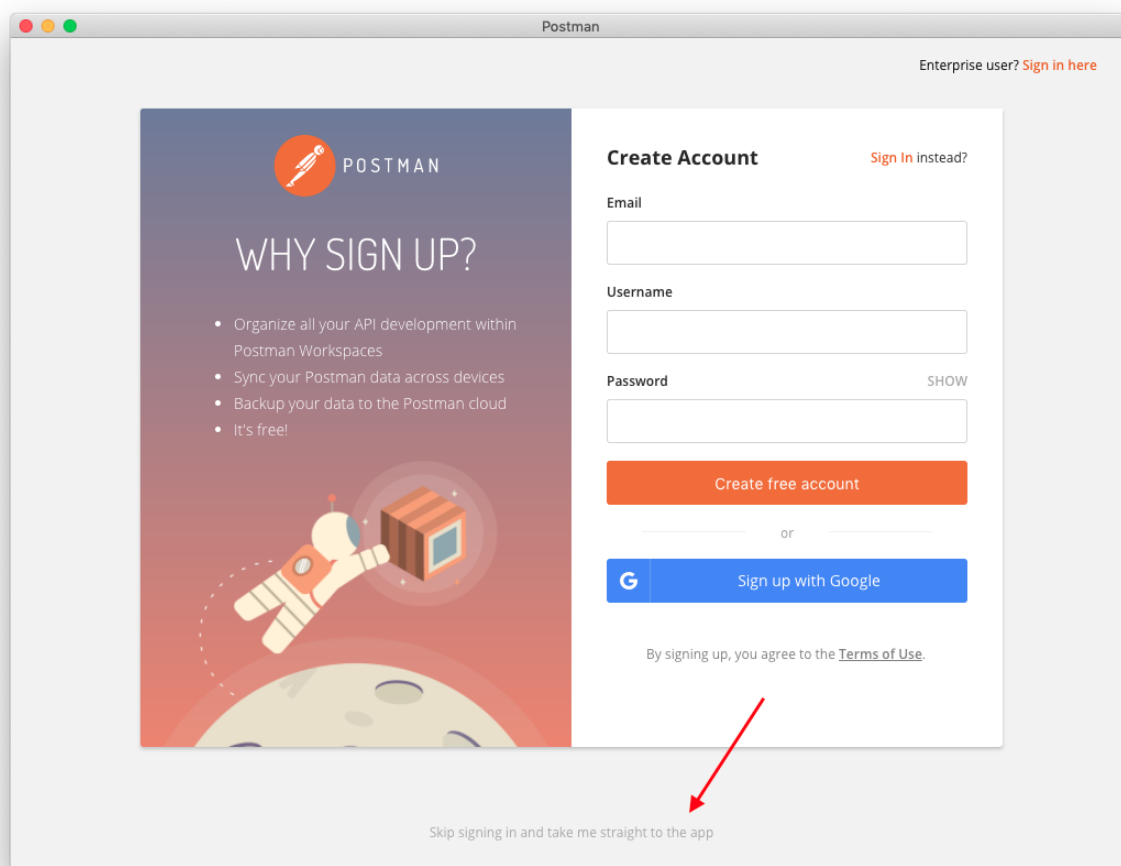 Postman
Enterprise user? Sign in here
POSTMAN
WHY SIGN UP?
Organize all your API development within
Postman Workspaces
Sync your Postman data across devices
Backup your data to the Postman cloud
It's free!
Create Account
Sign In instead?
Email
Username
Password
SHOW
Create free account
or
G
Sign up with Google
By signing up, you agree to the Terms of Use.
Skip signing in and take me straight to the app